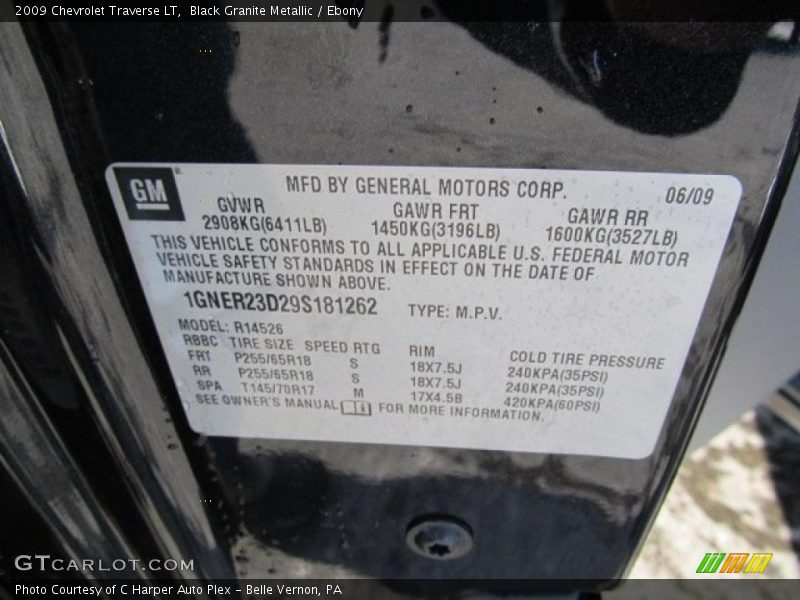 2009 Chevrolet Traverse LT, Black Granite Metallic / Ebony
GM
MFD BY GENERAL MOTORS CORP. 06/09
GVWR GAWR FRT GAWR RR
2908KG(6411LB) 1450KG(3196LB) 1600KG(3527LB)
THIS VEHICLE CONFORMS TO ALL APPLICABLE U.S. FEDERAL MOTOR
VEHICLE SAFETY STANDARDS IN EFFECT ON THE DATE OF
MANUFACTURE SHOWN ABOVE.
1GNER23D29S181262 TYPE: M.P.V.
MODEL: R14526
RBBC TIRE SIZE SPEED RTG RIM COLD TIRE PRESSURE
FRT P255/65R18 S 18X7.5J 240KPA(35PSI)
RR P255/65R18 S 18X7.5J 240KPA(35PSI)
SPA T145/70R17 M 17X4.5B 420KPA(60PSI)
SEE OWNER'S MANUAL FOR MORE INFORMATION.
GTCARLOT.COM
Photo Courtesy of C Harper Auto Plex - Belle Vernon, PA